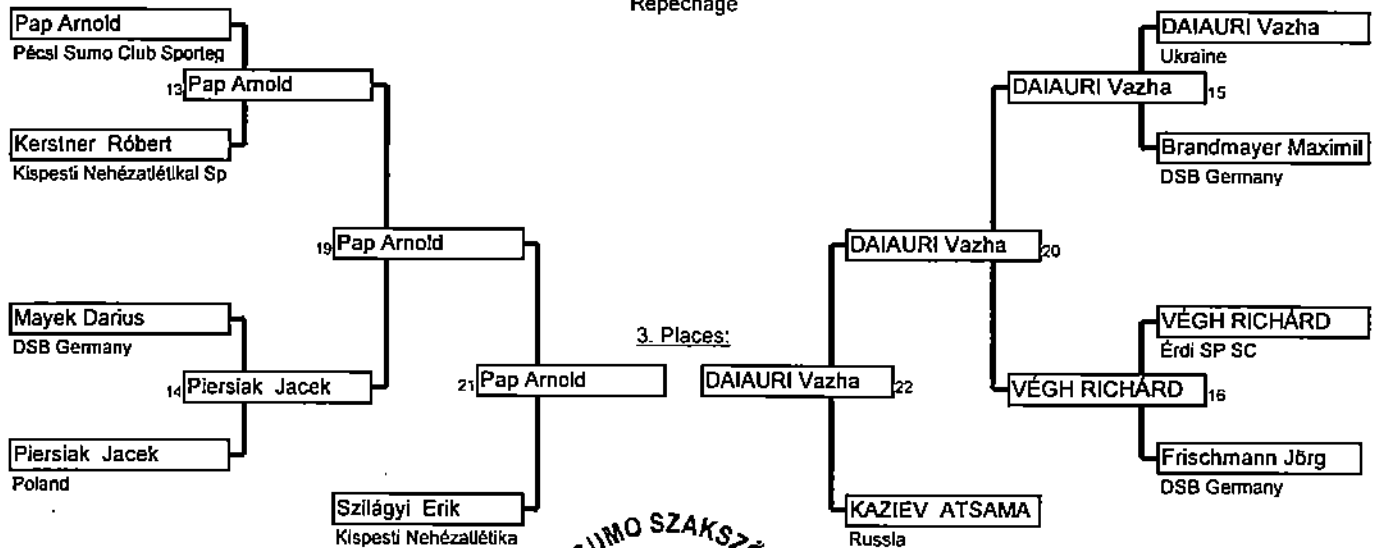 Repechage
Pap Arnold
Pécsi Sumo Club Sporteg
13 Pap Arnold
Kerstner Róbert
Kispesti Nehézatlétikai Sp
19 Pap Arnold
Mayek Darius
DSB Germany
14 Piersiak Jacek
Piersiak Jacek
Poland
21 Pap Arnold
Szilágyi Erik
Kispesti Nehézatlétika
3. Places:
DAIAURI Vazha
Ukraine
DAIAURI Vazha 15
Brandmayer Maximil
DSB Germany
DAIAURI Vazha 20
VÉGH RICHÁRD
Érdi SP SC
VÉGH RICHÁRD 16
Frischmann Jörg
DSB Germany
DAIAURI Vazha 22
KAZIEV ATSAMA
Russia
SUMO